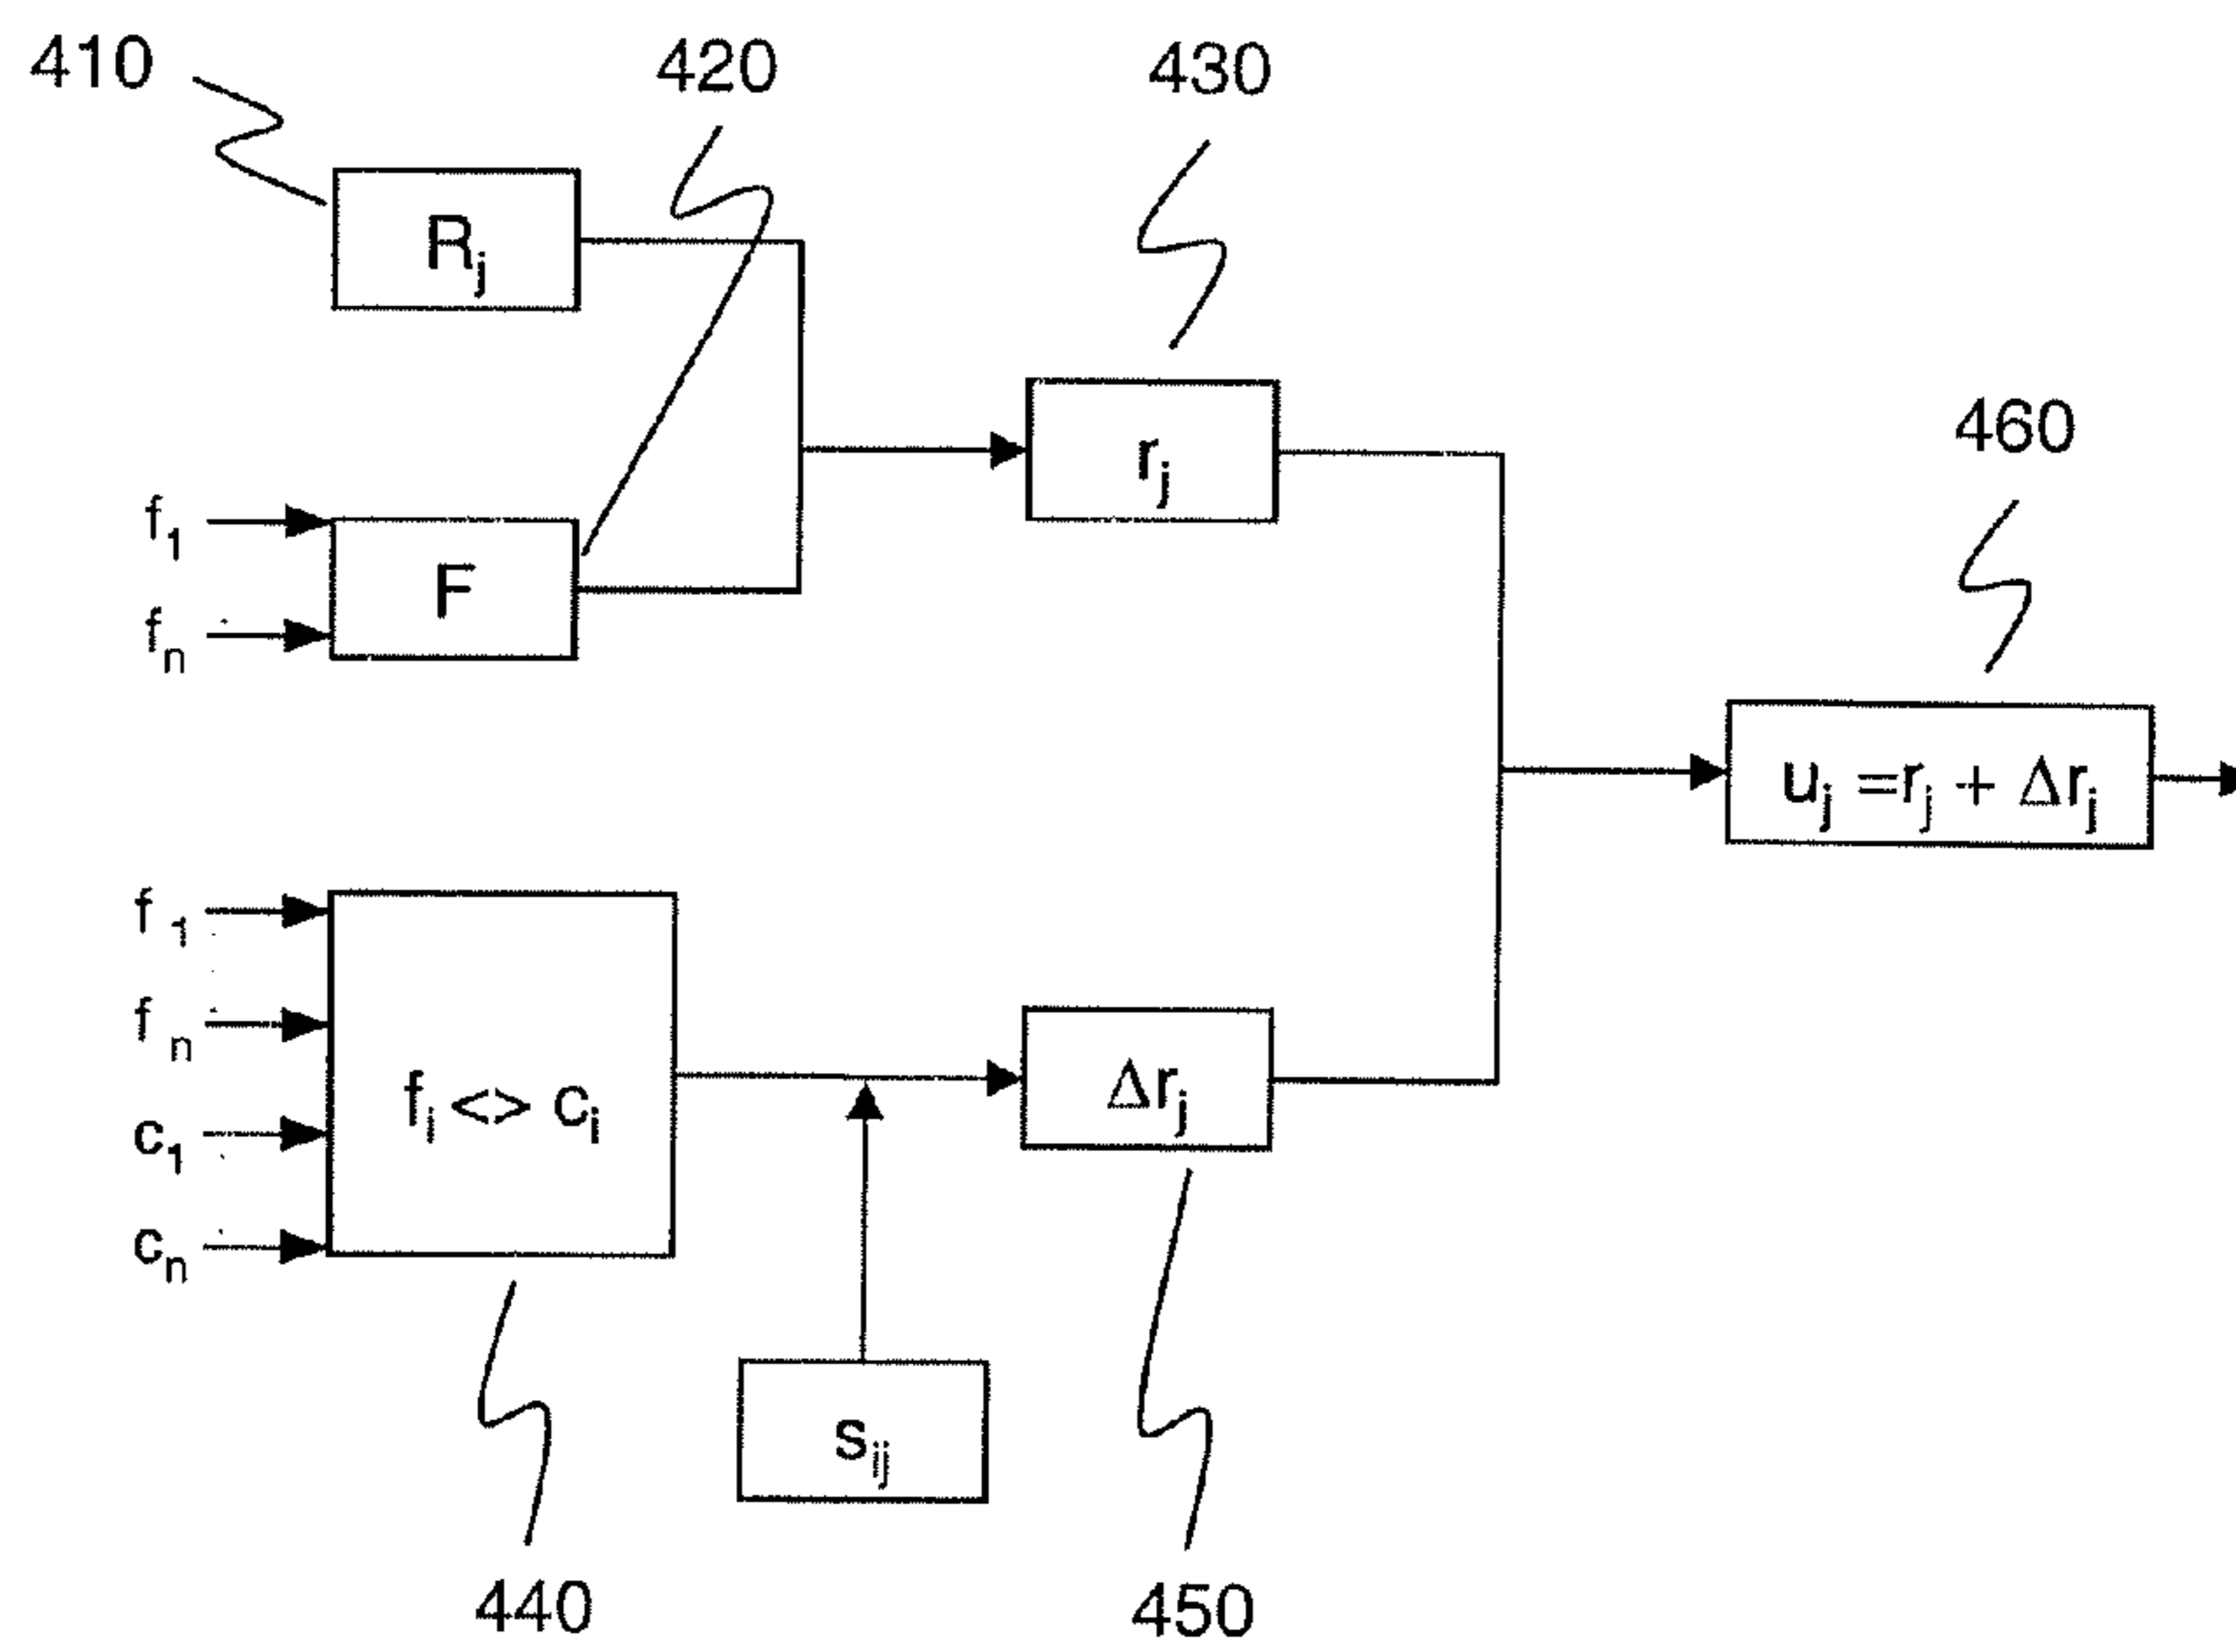 410
420
430
R_j
460
f_1
r_j
F
f_n
u_j =r_j + Δr_j
f_1
f_n
f_i <> c_i
Δr_j
c_1
c_n
s_ij
440
450